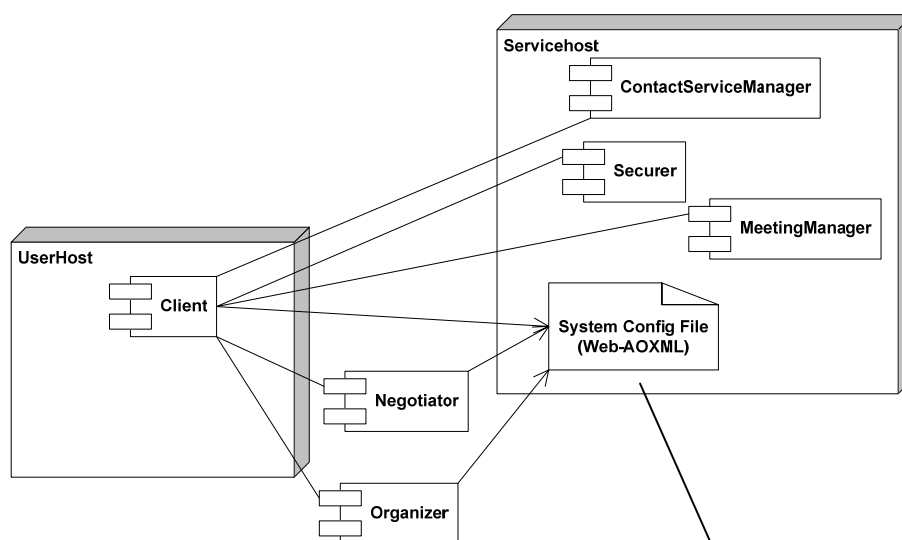 Servicehost
ContactServiceManager
Securer
MeetingManager
UserHost
Client
System Config File
(Web-AOXML)
Negotiator
Organizer